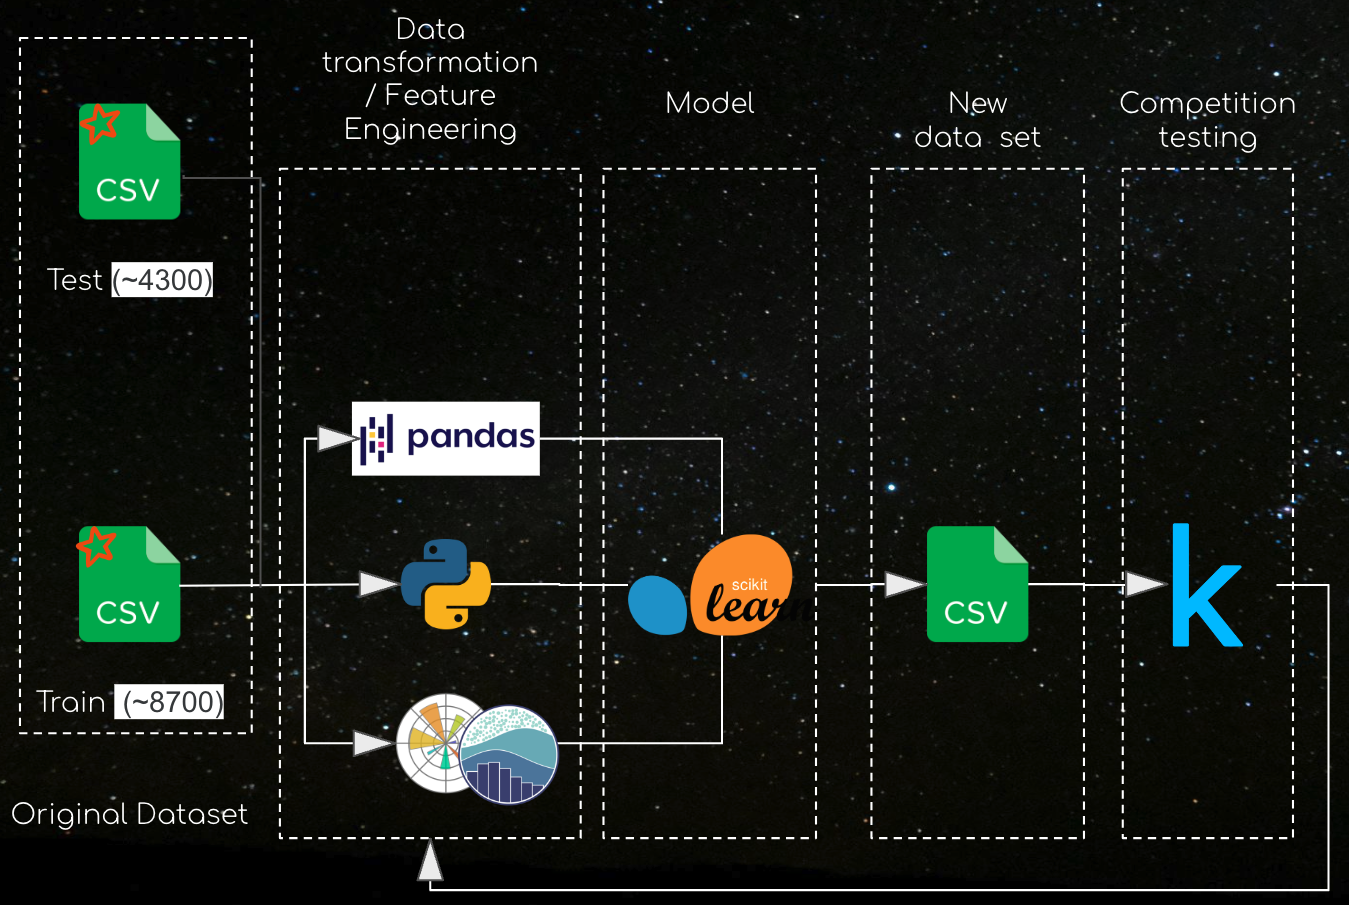 Data
transformation
/ Feature
Engineering
Model
New
data set
Competition
testing
CSV
Test (~4300)
pandas
CSV
Train (~8700)
scikit
learn
CSV
k
Original Dataset